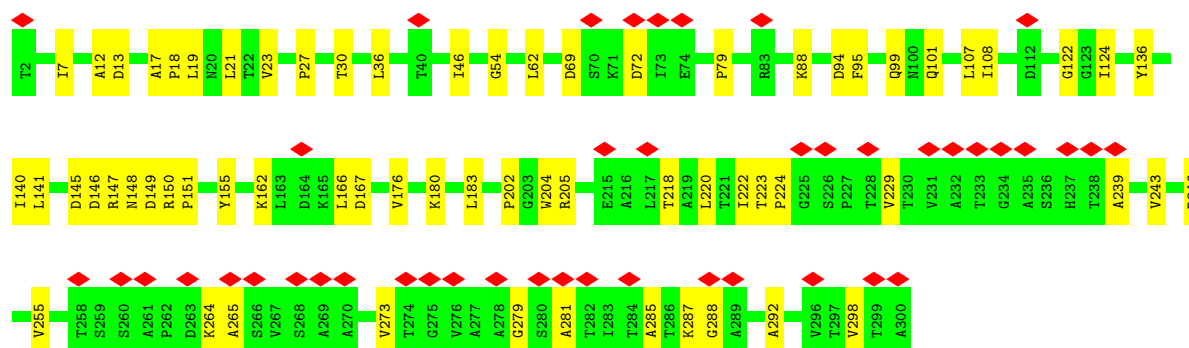 T2 I7 A12 D13 A17 P18 L19 N20 L21 T22 V23 P27 T30 L36 T40 I46 G54 L62 D69 S70 K71 D72 I73 E74 P79 R83 K88 D94 F95 Q99 N100 Q101 L107 I108 D112 G122 G123 I124 Y136
I140 L141 D145 D146 R147 N148 D149 R150 P151 Y155 K162 L163 D164 K165 L166 D167 V176 K180 L183 P202 G203 W204 R205 E215 A216 L217 T218 A219 L220 T221 I222 T223 P224 G225 S226 P227 T228 V229 T230 V231 A232 T233 G234 A235 S236 H237 T238 A239 V243
V255 T258 S259 S260 A261 P262 D263 K264 A265 S266 V267 S268 A269 A270 V273 T274 G275 V276 A277 A278 G279 S280 A281 T282 I283 T284 A285 T286 K287 G288 A289 A292 V296 T297 V298 T299 A300